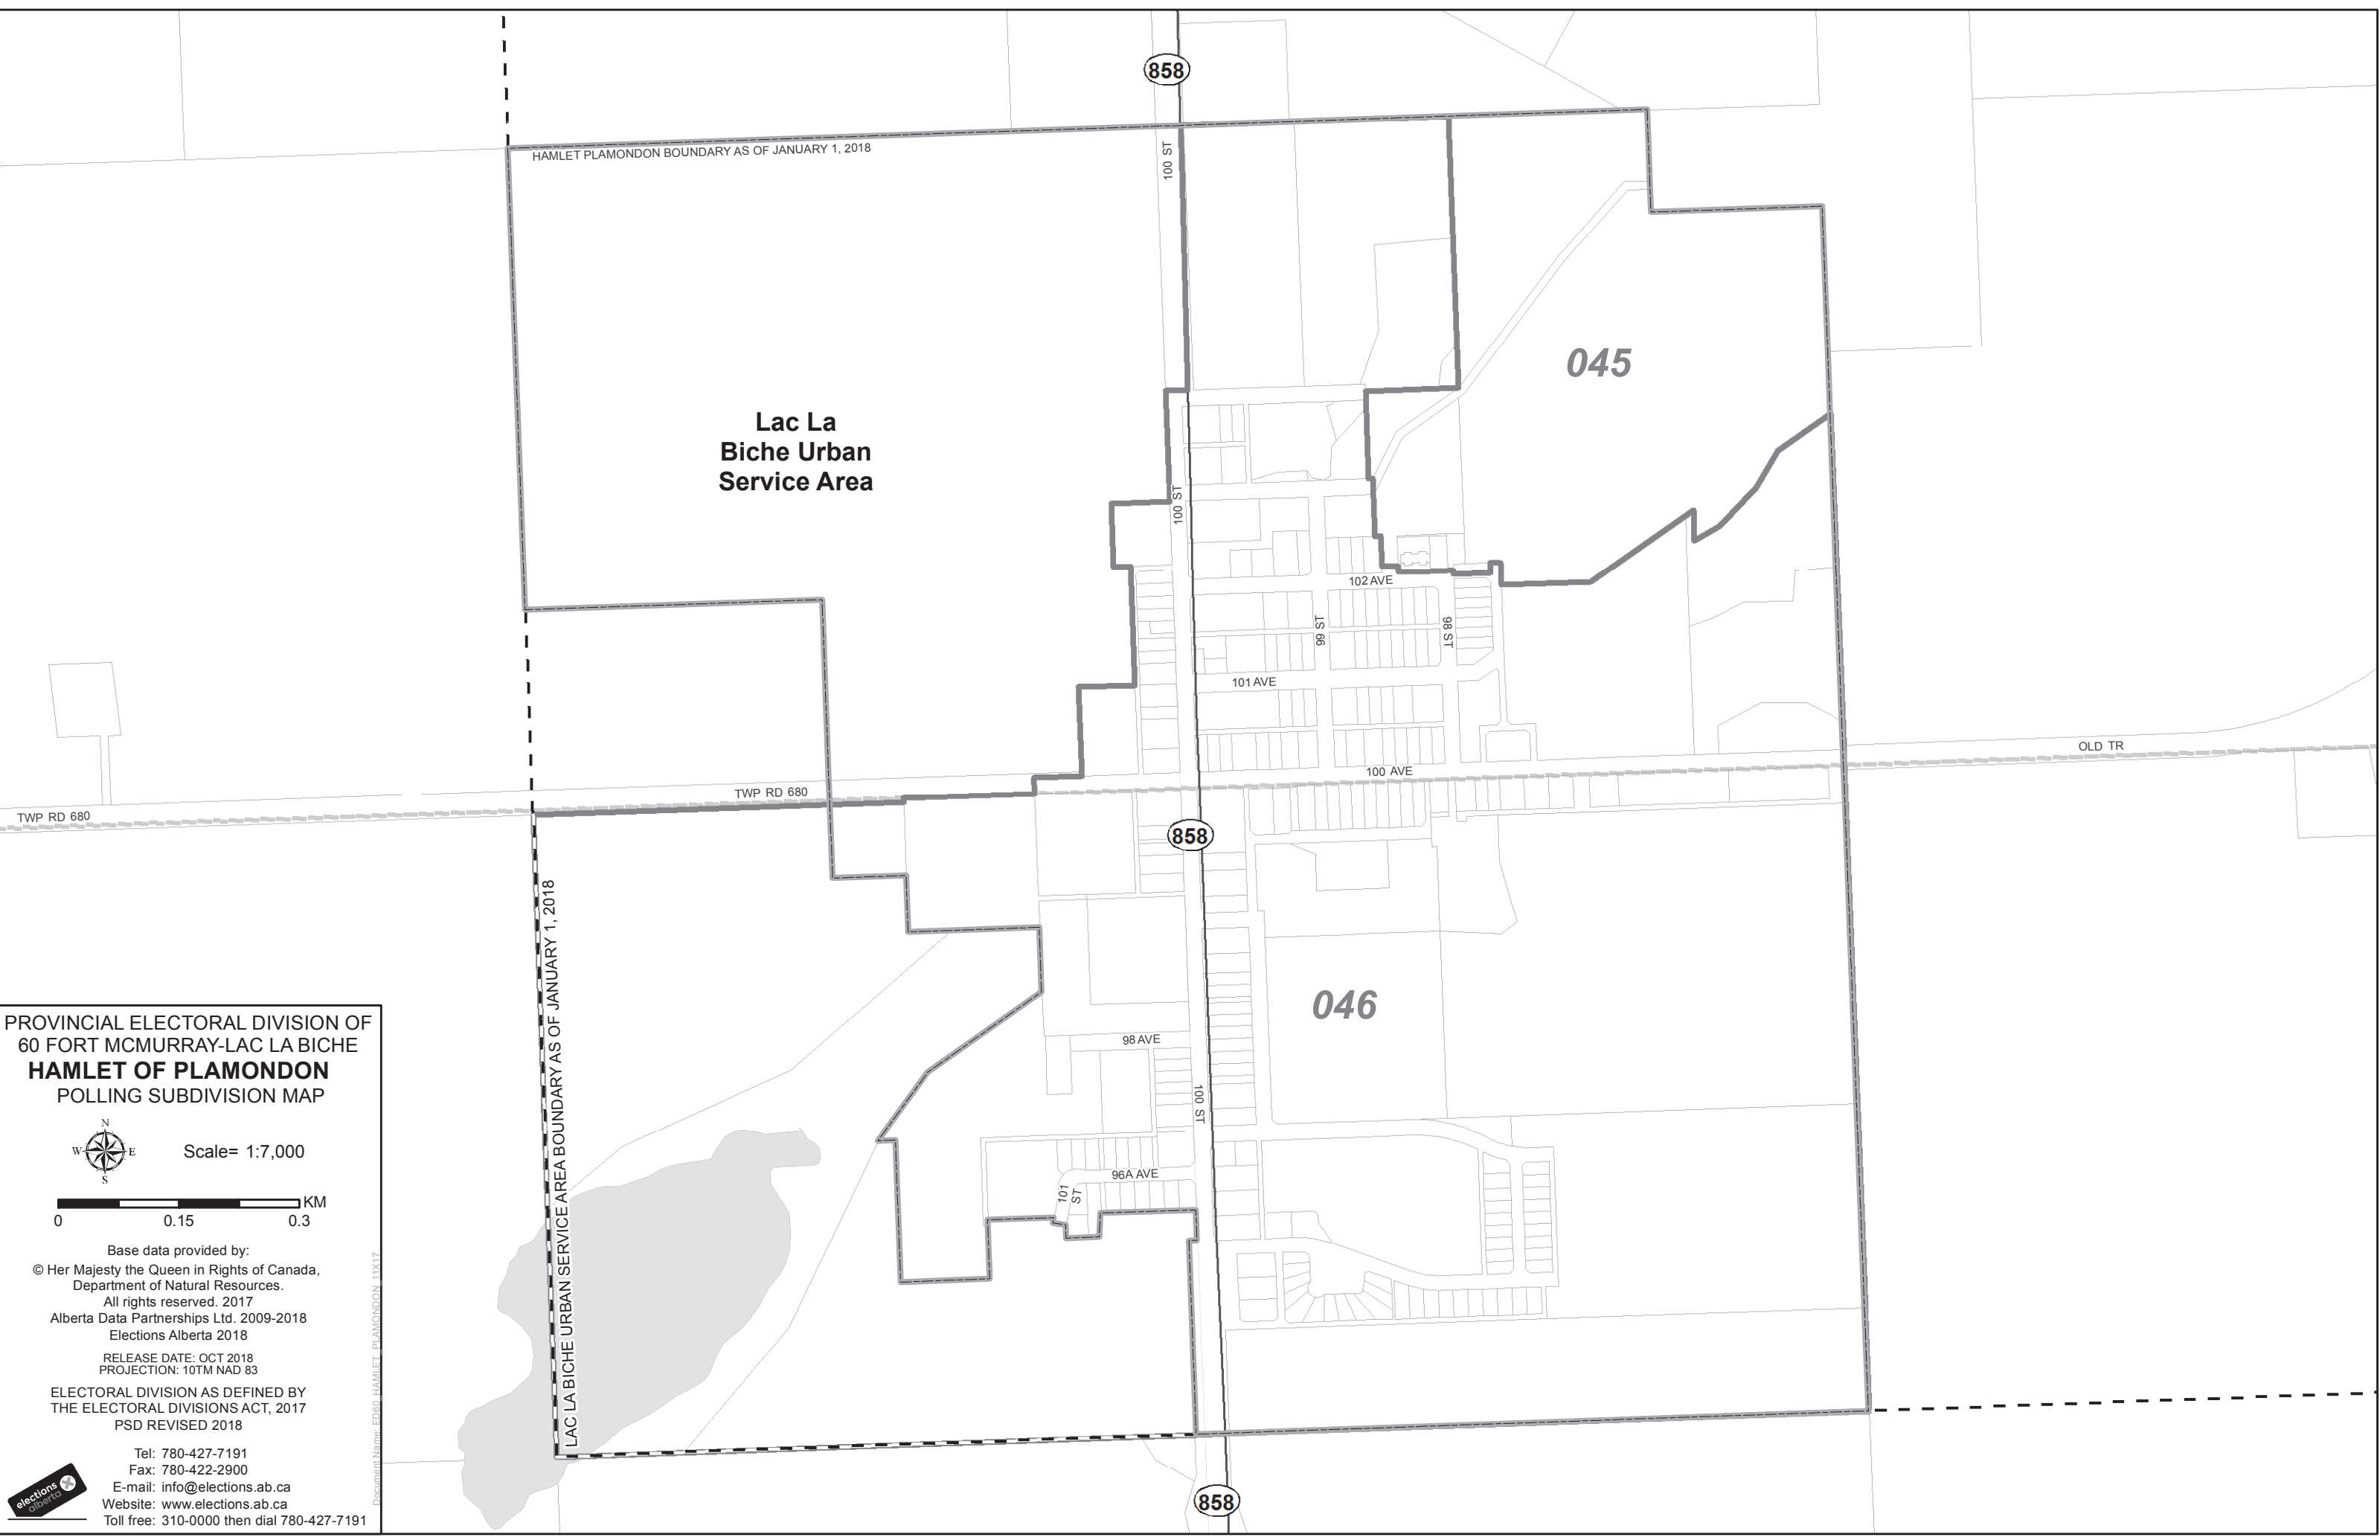 858
HAMLET PLAMONDON BOUNDARY AS OF JANUARY 1, 2018
100 ST
045
Lac La
Biche Urban
Service Area
100 ST
102 AVE
99 ST
98 ST
101 AVE
OLD TR
100 AVE
TWP RD 680
TWP RD 680
858
LAC LA BICHE URBAN SERVICE AREA BOUNDARY AS OF JANUARY 1, 2018
046
98 AVE
100 ST
96A AVE
101
ST
858
PROVINCIAL ELECTORAL DIVISION OF
60 FORT MCMURRAY-LAC LA BICHE
HAMLET OF PLAMONDON
POLLING SUBDIVISION MAP
N
W E
S
Scale= 1:7,000
KM
0 0.15 0.3
Base data provided by:
© Her Majesty the Queen in Rights of Canada,
Department of Natural Resources.
All rights reserved. 2017
Alberta Data Partnerships Ltd. 2009-2018
Elections Alberta 2018
RELEASE DATE: OCT 2018
PROJECTION: 10TM NAD 83
ELECTORAL DIVISION AS DEFINED BY
THE ELECTORAL DIVISIONS ACT, 2017
PSD REVISED 2018
Tel: 780-427-7191
Fax: 780-422-2900
E-mail: info@elections.ab.ca
Website: www.elections.ab.ca
Toll free: 310-0000 then dial 780-427-7191
elections
alberta
Document Name: ED60_HAMLET_PLAMONDON_11X17